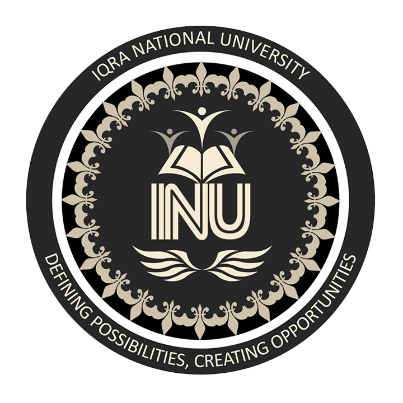 IQRA NATIONAL UNIVERSITY
INU
DEFINING POSSIBILITIES, CREATING OPPORTUNITIES